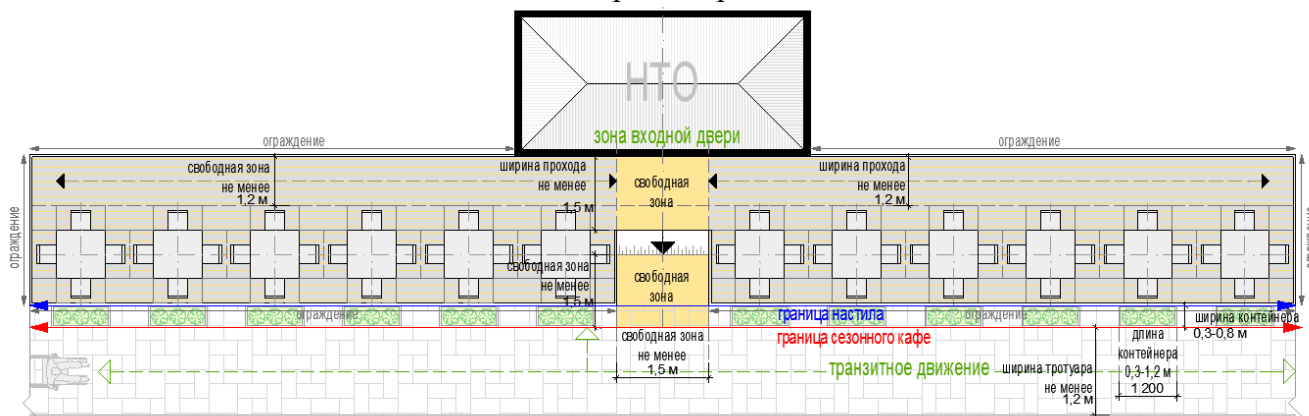 НТО
зона входной двери
ограждение
ограждение
свободная зона
не менее
1,2 м
ширина прохода
не менее
1,5 м
свободная
зона
ширина прохода
не менее
1,2 м
ограждение
свободная зона
не менее
1,5 м
свободная
зона
ограждение
граница настила
ограждение
граница сезонного кафе
ширина контейнера
0,3-0,8 м
свободная зона
не менее
1,5 м
транзитное движение
ширина тротуара
не менее
1,2 м
длина
контейнера
0,3-1,2 м
1 200